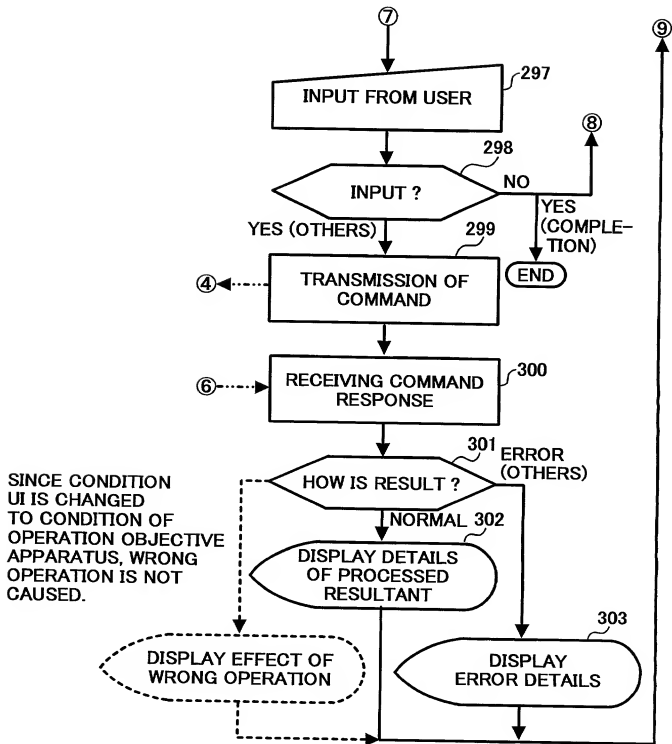 ⑦
⑨
INPUT FROM USER
297
⑧
298
INPUT ?
NO
YES
(COMPLE-
TION)
END
YES (OTHERS)
299
④
TRANSMISSION OF
COMMAND
300
⑥
RECEIVING COMMAND
RESPONSE
301
ERROR
(OTHERS)
HOW IS RESULT ?
SINCE CONDITION
UI IS CHANGED
TO CONDITION OF
OPERATION OBJECTIVE
APPARATUS, WRONG
OPERATION IS NOT
CAUSED.
NORMAL
302
DISPLAY DETAILS
OF PROCESSED
RESULTANT
303
DISPLAY EFFECT OF
WRONG OPERATION
DISPLAY
ERROR DETAILS